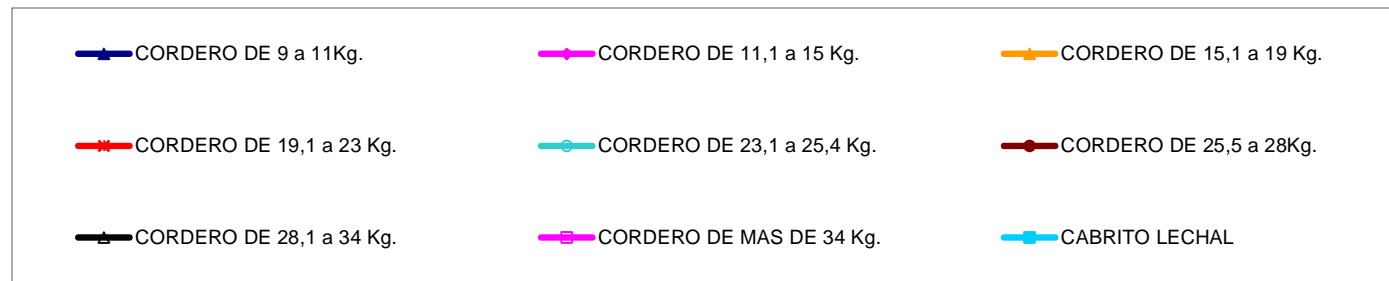 CORDERO DE 9 a 11Kg. CORDERO DE 11,1 a 15 Kg. CORDERO DE 15,1 a 19 Kg.
CORDERO DE 19,1 a 23 Kg. CORDERO DE 23,1 a 25,4 Kg. CORDERO DE 25,5 a 28Kg.
CORDERO DE 28,1 a 34 Kg. CORDERO DE MAS DE 34 Kg. CABRITO LECHAL